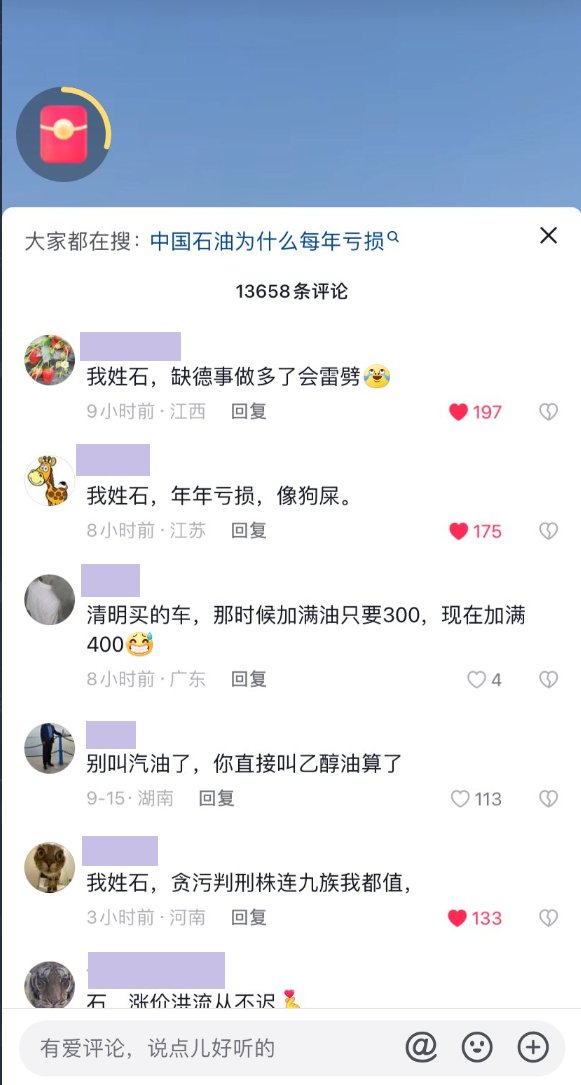 大家都在搜：中国石油为什么每年亏损
13658条评论
我姓石，缺德事做多了会雷劈😂
9小时前·江西 回复 197
我姓石，年年亏损，像狗屎。
8小时前·江苏 回复 175
清明买的车，那时候加满油只要300，现在加满
400😅
8小时前·广东 回复 4
别叫汽油了，你直接叫乙醇油算了
9-15·湖南 回复 113
我姓石，贪污判刑株连九族我都值，
3小时前·河南 回复 133
石，涨价洪流从不迟🫰
有爱评论，说点儿好听的 @